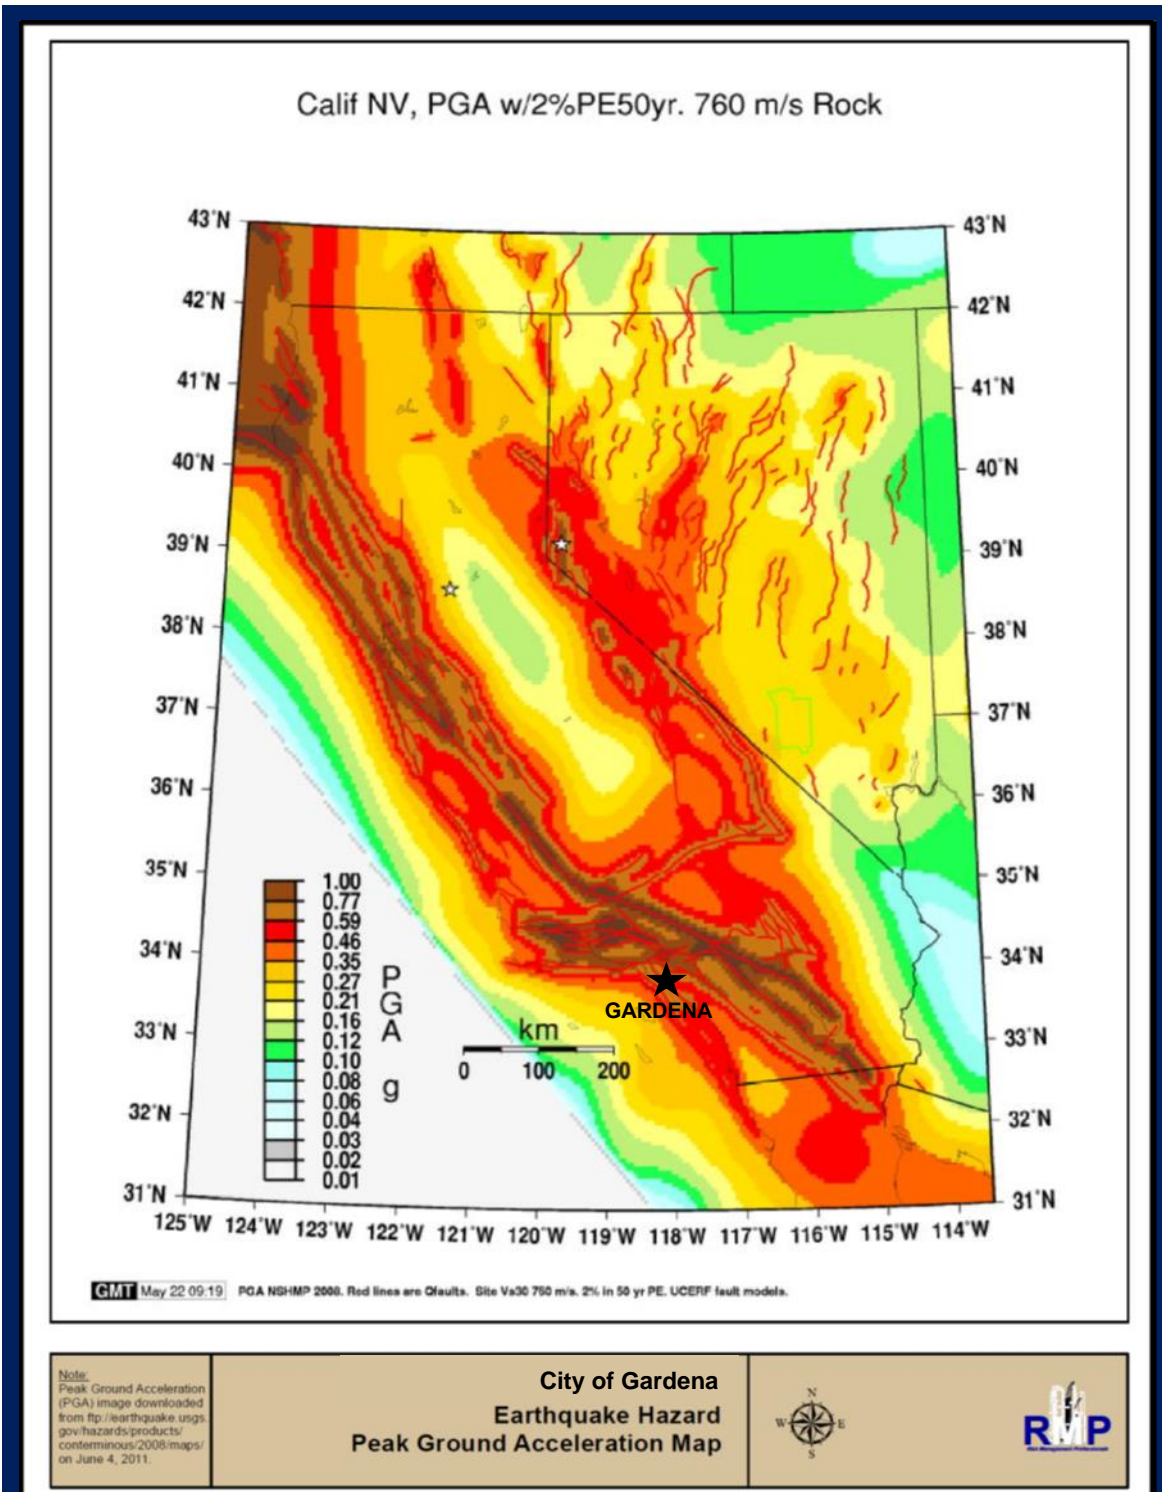 Calif NV, PGA w/2%PE50yr. 760 m/s Rock
43°N
43°N
42°N
42°N
41°N
41°N
40°N
40°N
39°N
39°N
38°N
38°N
37°N
37°N
36°N
36°N
35°N
35°N
34°N
34°N
33°N
33°N
32°N
32°N
31°N
31°N
1.00
0.77
0.59
0.46
0.35
0.27
0.21
0.16
0.12
0.10
0.08
0.06
0.04
0.03
0.02
0.01
P
G
A
g
GARDENA
km
0 100 200
125°W 124°W 123°W 122°W 121°W 120°W 119°W 118°W 117°W 116°W 115°W 114°W
GMT May 22 09:19 PGA NSHMP 2008. Red lines are Qfaults. Site Vs30 760 m/s. 2% in 50 yr PE. UCERF fault models.
Note:
Peak Ground Acceleration
(PGA) image downloaded
from ftp://earthquake.usgs.
gov/hazards/products/
conterminous/2008/maps/
on June 4, 2011.
City of Gardena
Earthquake Hazard
Peak Ground Acceleration Map
N
W E
S
RMP
Risk Management Professionals